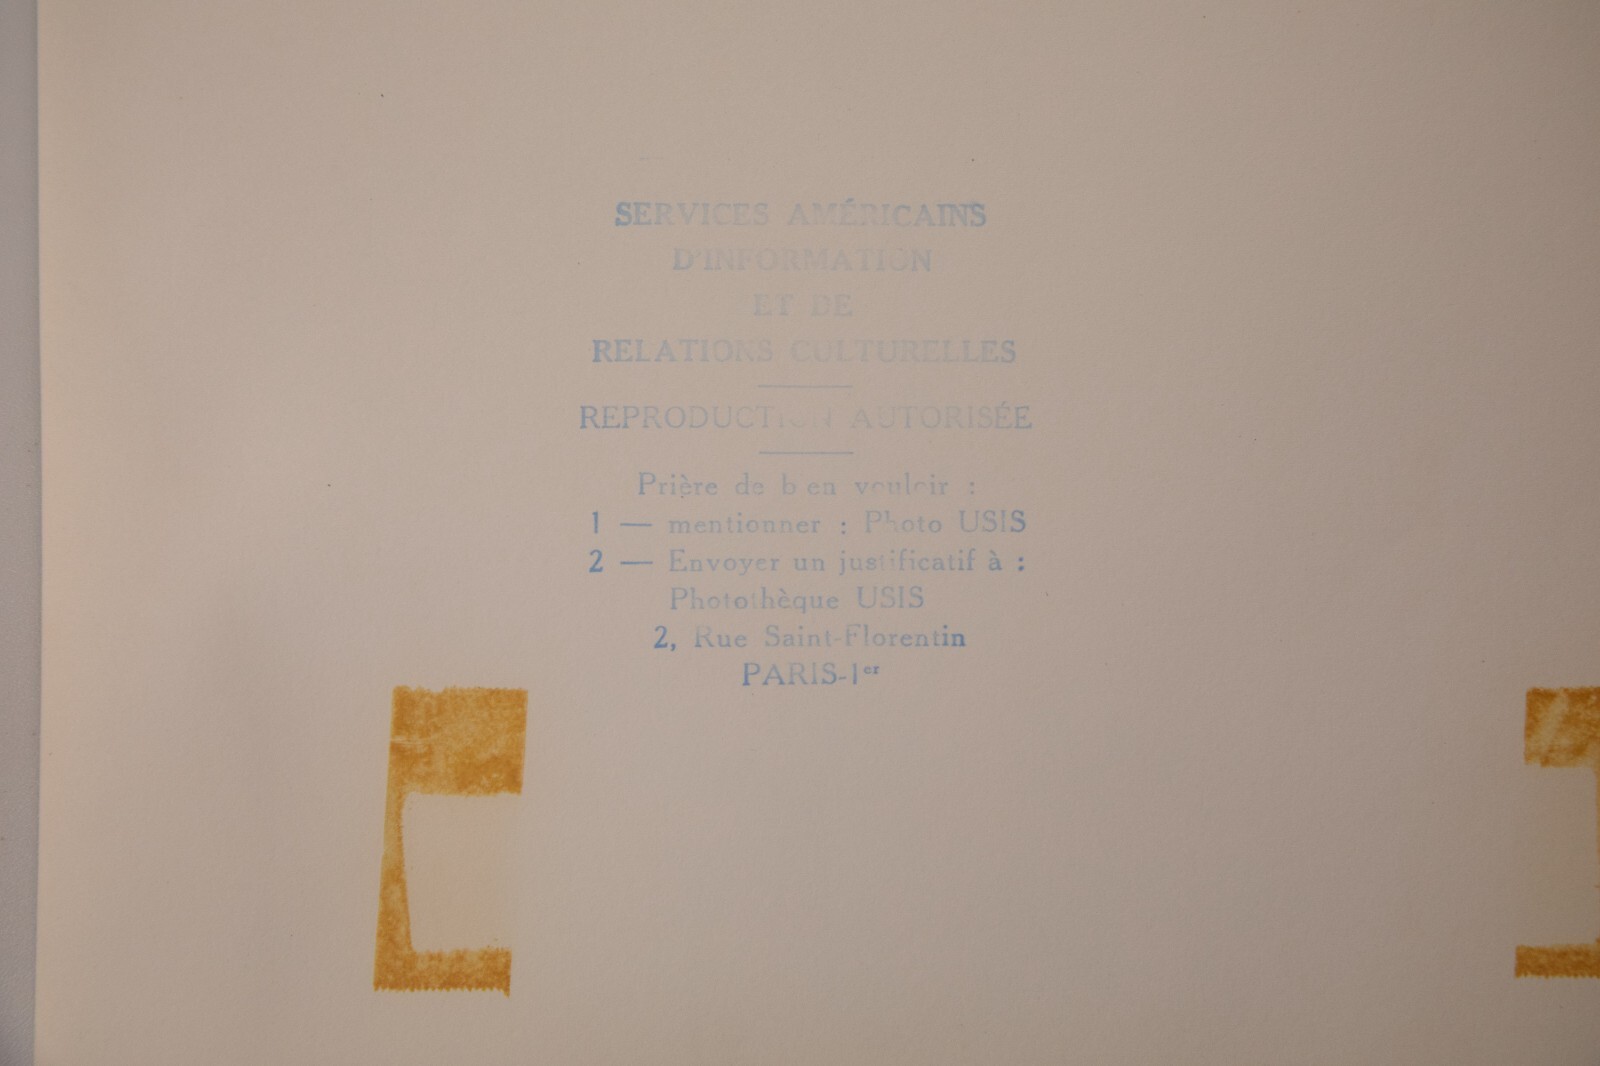 SERVICES AMÉRICAINS
D'INFORMATION
ET DE
RELATIONS CULTURELLES
REPRODUCTION AUTORISÉE
Prière de bien vouloir :
1 — mentionner : Photo USIS
2 — Envoyer un justificatif à :
Photothèque USIS
2, Rue Saint-Florentin
PARIS-1er